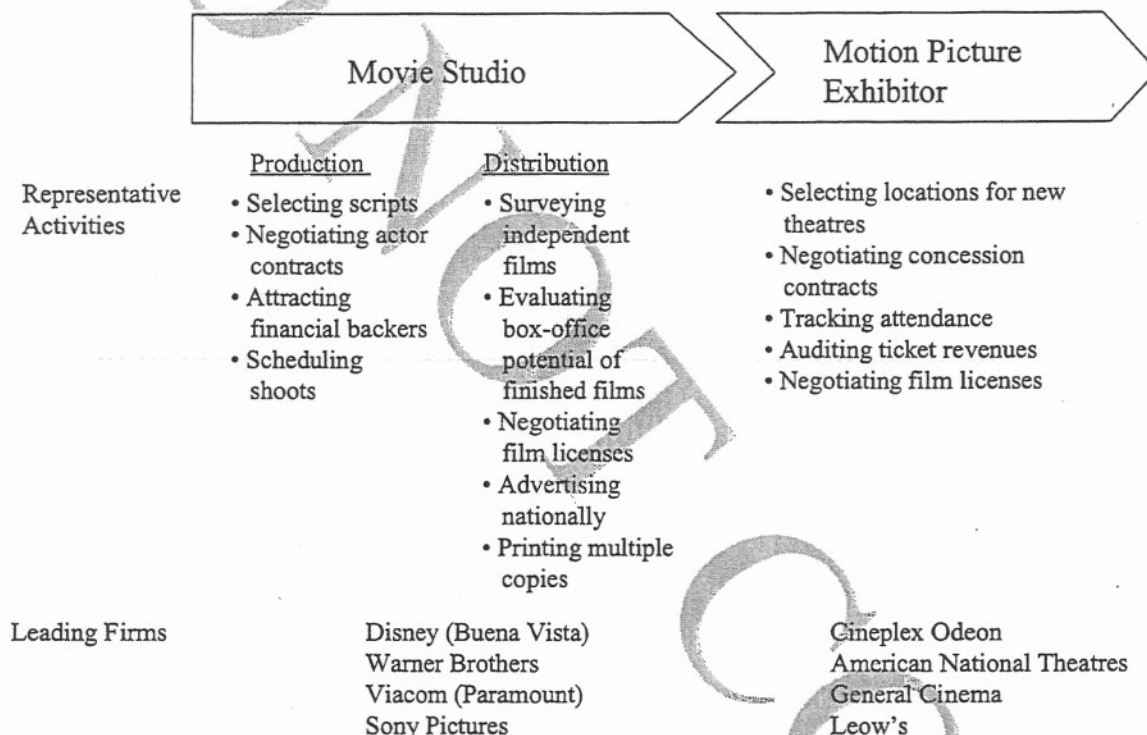 Movie Studio
Motion Picture
Exhibitor
Representative
Activities
Production
• Selecting scripts
• Negotiating actor
contracts
• Attracting
financial backers
• Scheduling
shoots
Distribution
• Surveying
independent
films
• Evaluating
box-office
potential of
finished films
• Negotiating
film licenses
• Advertising
nationally
• Printing multiple
copies
• Selecting locations for new
theatres
• Negotiating concession
contracts
• Tracking attendance
• Auditing ticket revenues
• Negotiating film licenses
Leading Firms
Disney (Buena Vista)
Warner Brothers
Viacom (Paramount)
Sony Pictures
Cineplex Odeon
American National Theatres
General Cinema
Leow's
O NOT CO